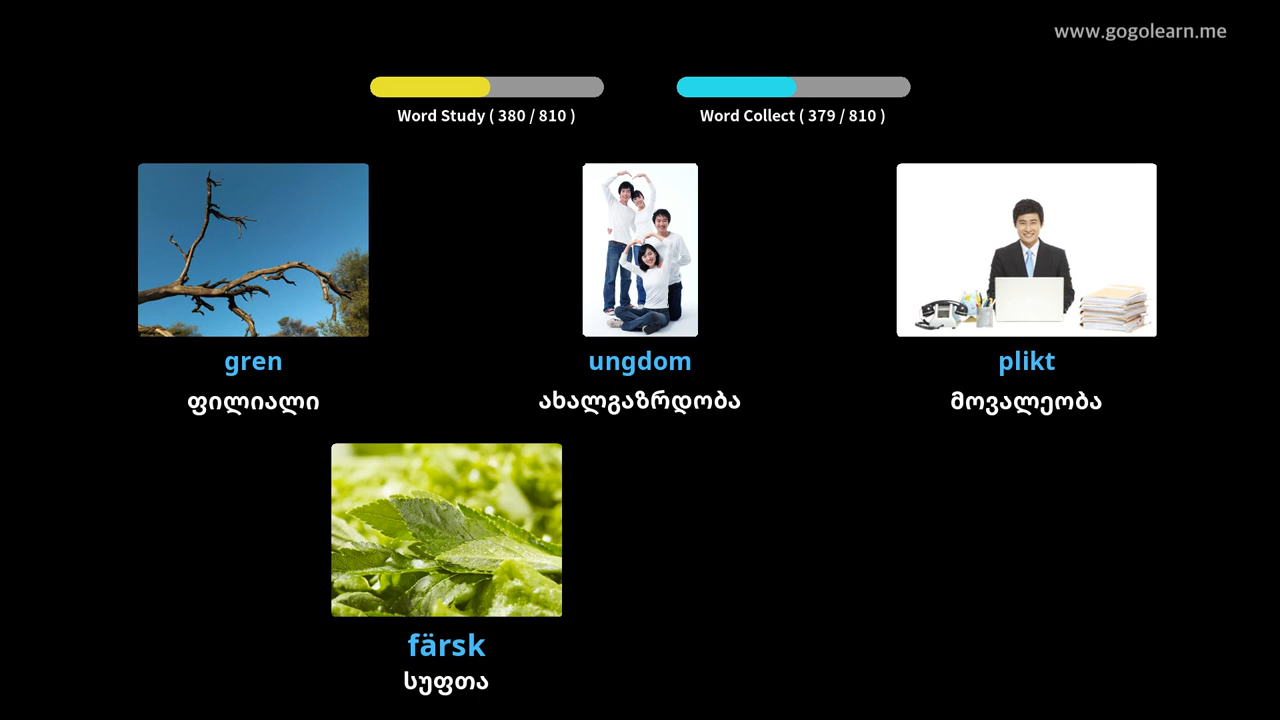 www.gogolearn.me
Word Study ( 380 / 810 )
Word Collect ( 379 / 810 )
gren
ungdom
plikt
ფილიალი
ახალგაზრდობა
მოვალეობა
färsk
სუფთა